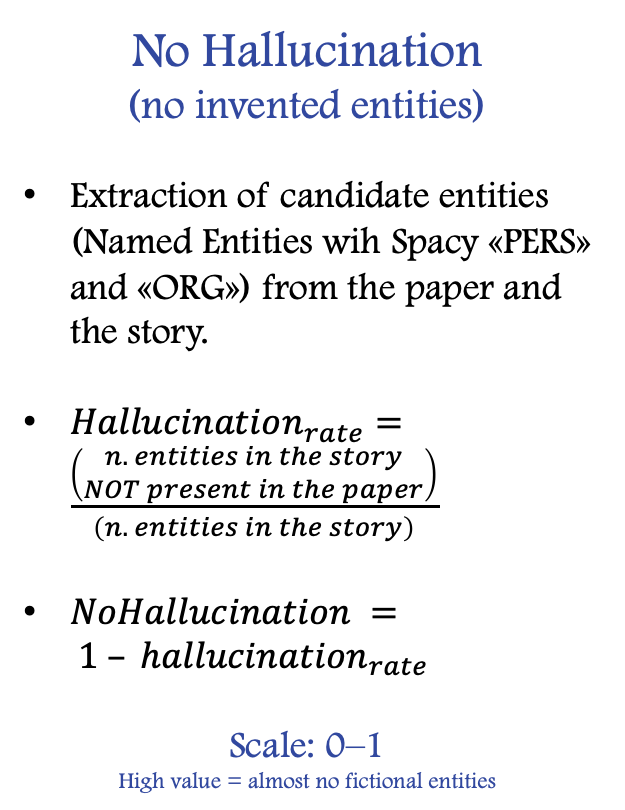 No Hallucination
(no invented entities)
• Extraction of candidate entities
(Named Entities wih Spacy «PERS»
and «ORG») from the paper and
the story.
• Hallucination_rate =
(n. entities in the story
NOT present in the paper)
(n. entities in the story)
• NoHallucination =
1 – hallucination_rate
Scale: 0–1
High value = almost no fictional entities